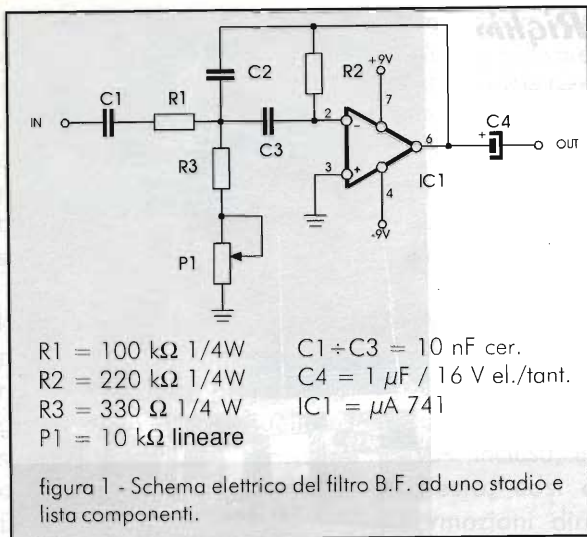 Righin
C2
R2
+9V
7
C1
R1
IN
C3
2
-
6
C4
+
OUT
R3
3
+
4
IC1
-9V
P1
R1 = 100 kΩ 1/4W
R2 = 220 kΩ 1/4W
R3 = 330 Ω 1/4 W
P1 = 10 kΩ lineare
C1÷C3 = 10 nF cer.
C4 = 1 μF / 16 V el./tant.
IC1 = μA 741
figura 1 - Schema elettrico del filtro B.F. ad uno stadio e
lista componenti.